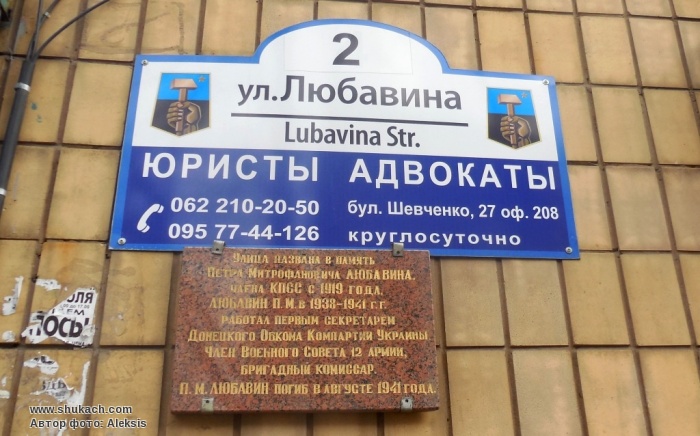 2
ул.Любавина
Lubavina Str.
ЮРИСТЫ АДВОКАТЫ
062 210-20-50
095 77-44-126
бул. Шевченко, 27 оф. 208
круглосуточно
Улица названа в память
Петра Митрофановича ЛЮБАВИНА,
члена КПСС с 1919 года.
ЛЮБАВИН П.М. в 1938-1941 г.г.
работал первым секретарём
Донецкого Обкома Компартии Украины,
Член Военного Совета 12 армии,
бригадный комиссар.
П.М. ЛЮБАВИН погиб в августе 1941 года.
www.shukach.com
Автор фото: Aleksis